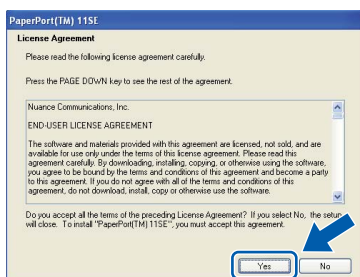 PaperPort(TM) 11SE
License Agreement
Please read the following license agreement carefully.
Press the PAGE DOWN key to see the rest of the agreement.
Nuance Communications, Inc.
END-USER LICENSE AGREEMENT
The software and materials provided with this agreement are licensed, not sold, and are
available for use only under the terms of this license agreement. Please read this
agreement carefully. By downloading, installing, copying, or otherwise using the software,
you agree to be bound by the terms and conditions of this agreement and become a party
to this agreement. If you do not agree with all of the terms and conditions of this
agreement, do not download, install, copy or otherwise use the software.
Do you accept all the terms of the preceding License Agreement? If you select No, the setup
will close. To install "PaperPort(TM) 11SE", you must accept this agreement.
Yes
No